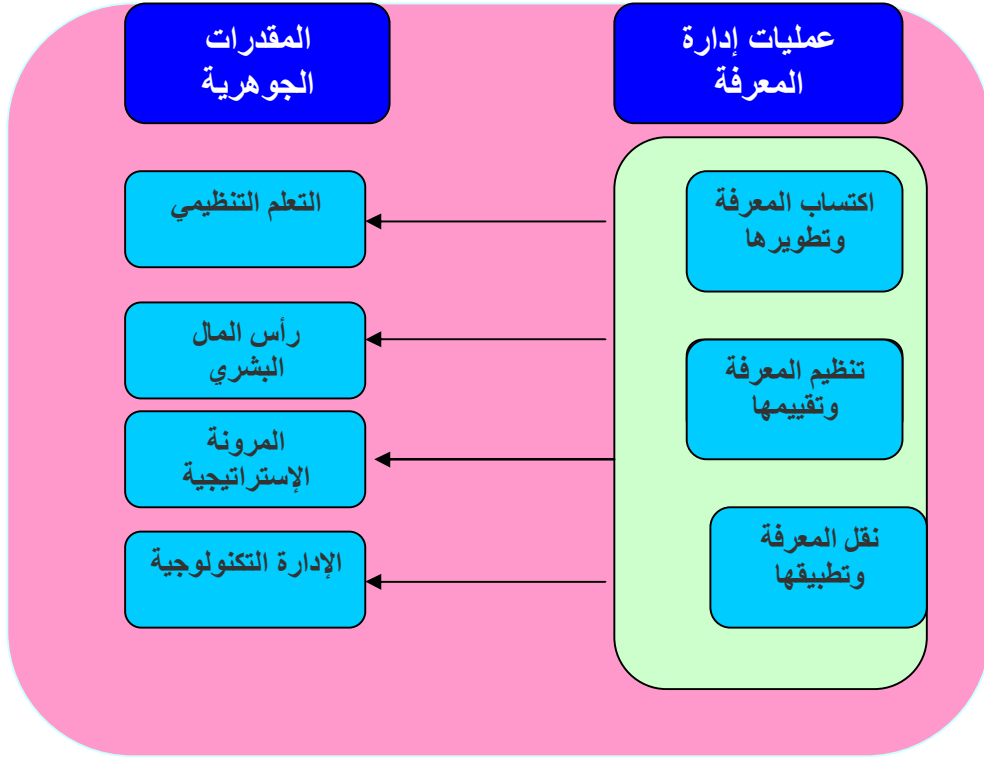 عمليات إدارة
المعرفة
المقدرات
الجوهرية
اكتساب المعرفة
وتطويرها
تنظيم المعرفة
وتقييمها
نقل المعرفة
وتطبيقها
التعلم التنظيمي
رأس المال
البشري
المرونة
الإستراتيجية
الإدارة التكنولوجية